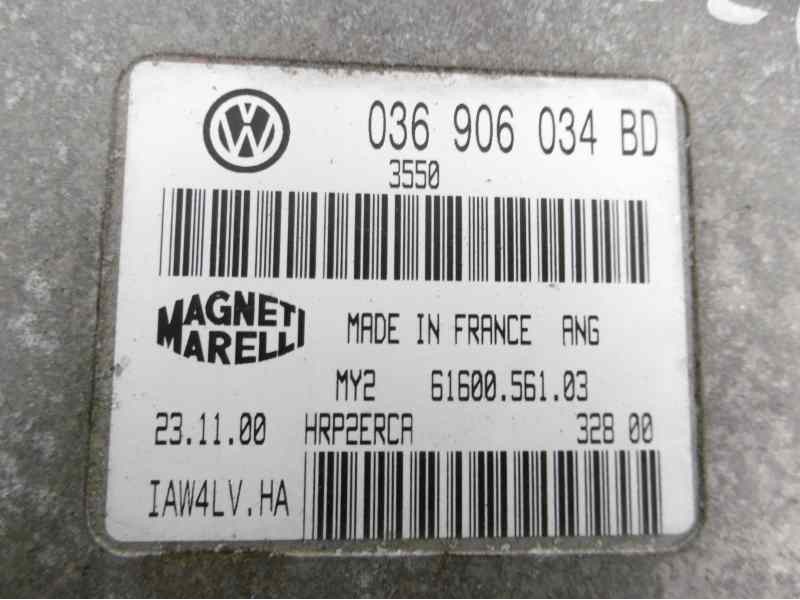 036 906 034 BD
3550
MAGNETI MARELLI
MADE IN FRANCE ANG
MY2 61600.561.03
23.11.00 HRP2ERCA 328 00
IAW4LV.HA